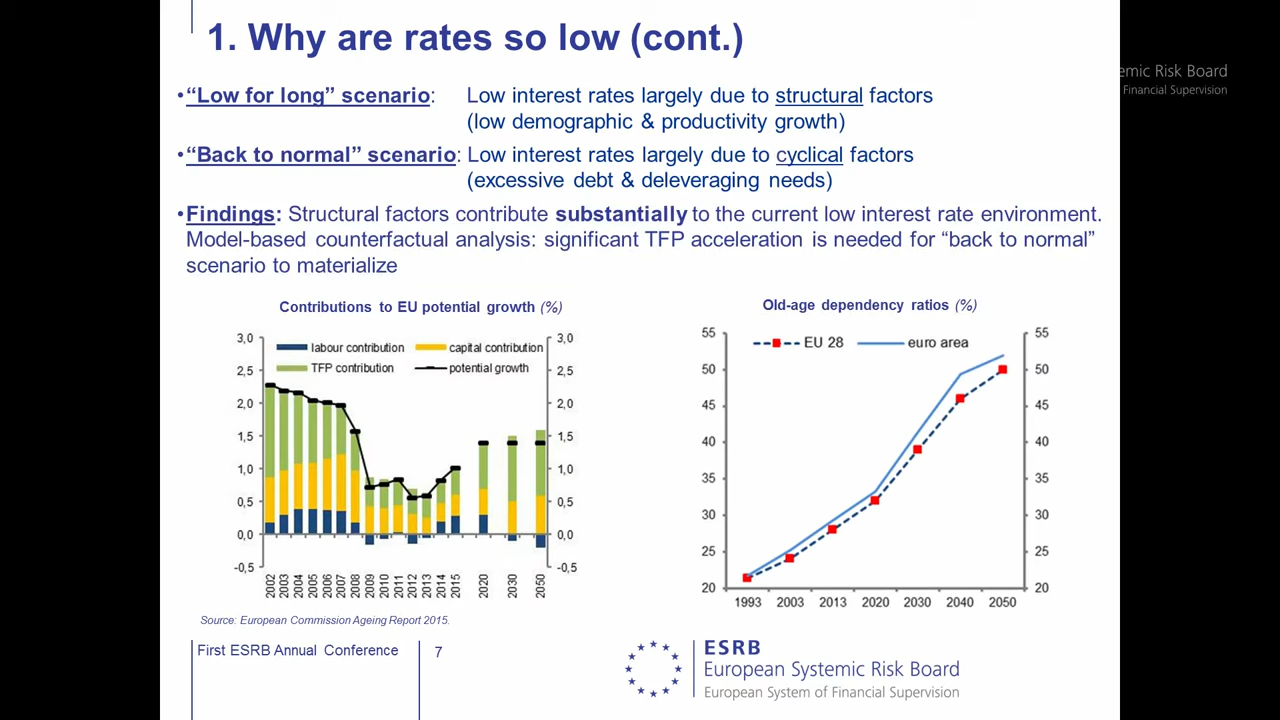 1. Why are rates so low (cont.)
emic Risk Board
Financial Supervision
•“Low for long” scenario: Low interest rates largely due to structural factors
(low demographic & productivity growth)
•“Back to normal” scenario: Low interest rates largely due to cyclical factors
(excessive debt & deleveraging needs)
•Findings: Structural factors contribute substantially to the current low interest rate environment.
Model-based counterfactual analysis: significant TFP acceleration is needed for “back to normal”
scenario to materialize
Contributions to EU potential growth (%)
3,0 3,0
labour contribution capital contribution
TFP contribution potential growth
2,5 2,5
2,0 2,0
1,5 1,5
1,0 1,0
0,5 0,5
0,0 0,0
-0,5 -0,5
2002 2003 2004 2005 2006 2007 2008 2009 2010 2011 2012 2013 2014 2015 2020 2030 2050
Old-age dependency ratios (%)
55 55
EU 28 euro area
50 50
45 45
40 40
35 35
30 30
25 25
20 20
1993 2003 2013 2020 2030 2040 2050
Source: European Commission Ageing Report 2015.
First ESRB Annual Conference 7
ESRB
European Systemic Risk Board
European System of Financial Supervision